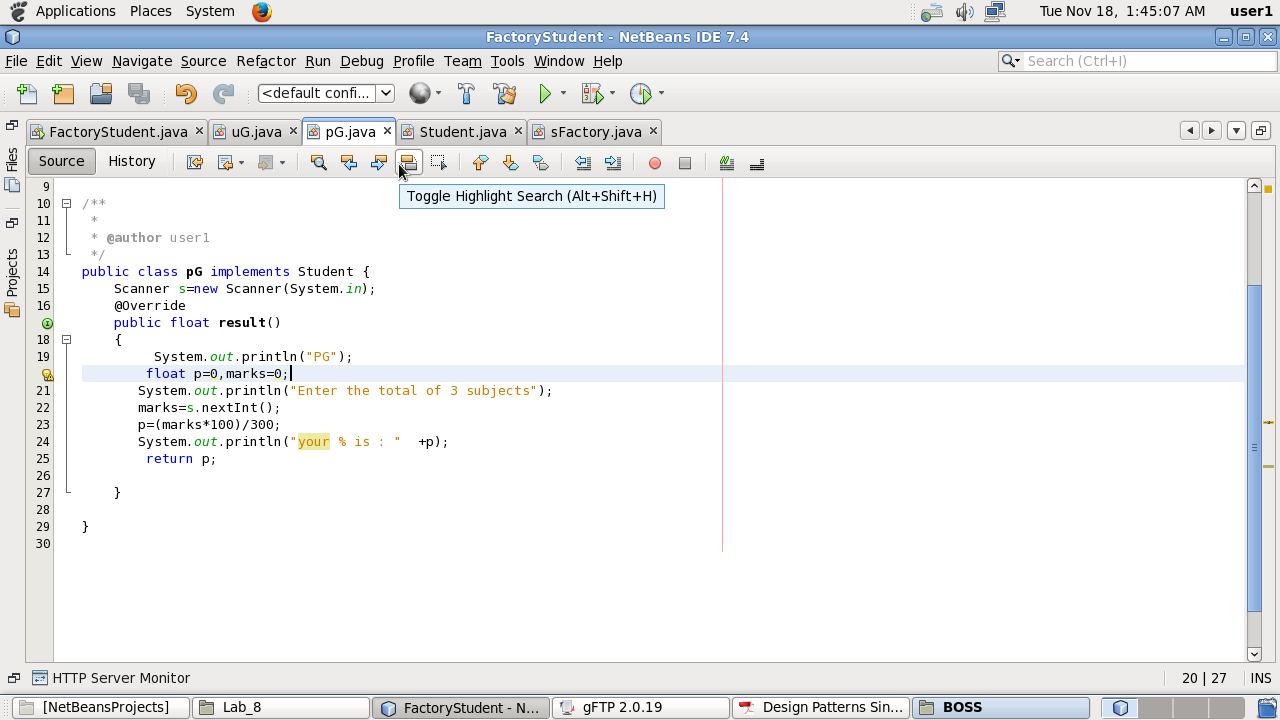 Applications Places System Tue Nov 18, 1:45:07 AM user1
FactoryStudent - NetBeans IDE 7.4
File Edit View Navigate Source Refactor Run Debug Profile Team Tools Window Help Search (Ctrl+I)
<default confi...
FactoryStudent.java uG.java pG.java Student.java sFactory.java
Source History
Toggle Highlight Search (Alt+Shift+H)
Files
Projects
9
10 /**
11 *
12 * @author user1
13 */
14 public class pG implements Student {
15 Scanner s=new Scanner(System.in);
16 @Override
public float result()
18 {
19 System.out.println("PG");
float p=0,marks=0;
21 System.out.println("Enter the total of 3 subjects");
22 marks=s.nextInt();
23 p=(marks*100)/300;
24 System.out.println("your % is : " +p);
25 return p;
26
27 }
28
29 }
30
HTTP Server Monitor 20 | 27 INS
[NetBeansProjects] Lab_8 FactoryStudent - N... gFTP 2.0.19 Design Patterns Sin... BOSS